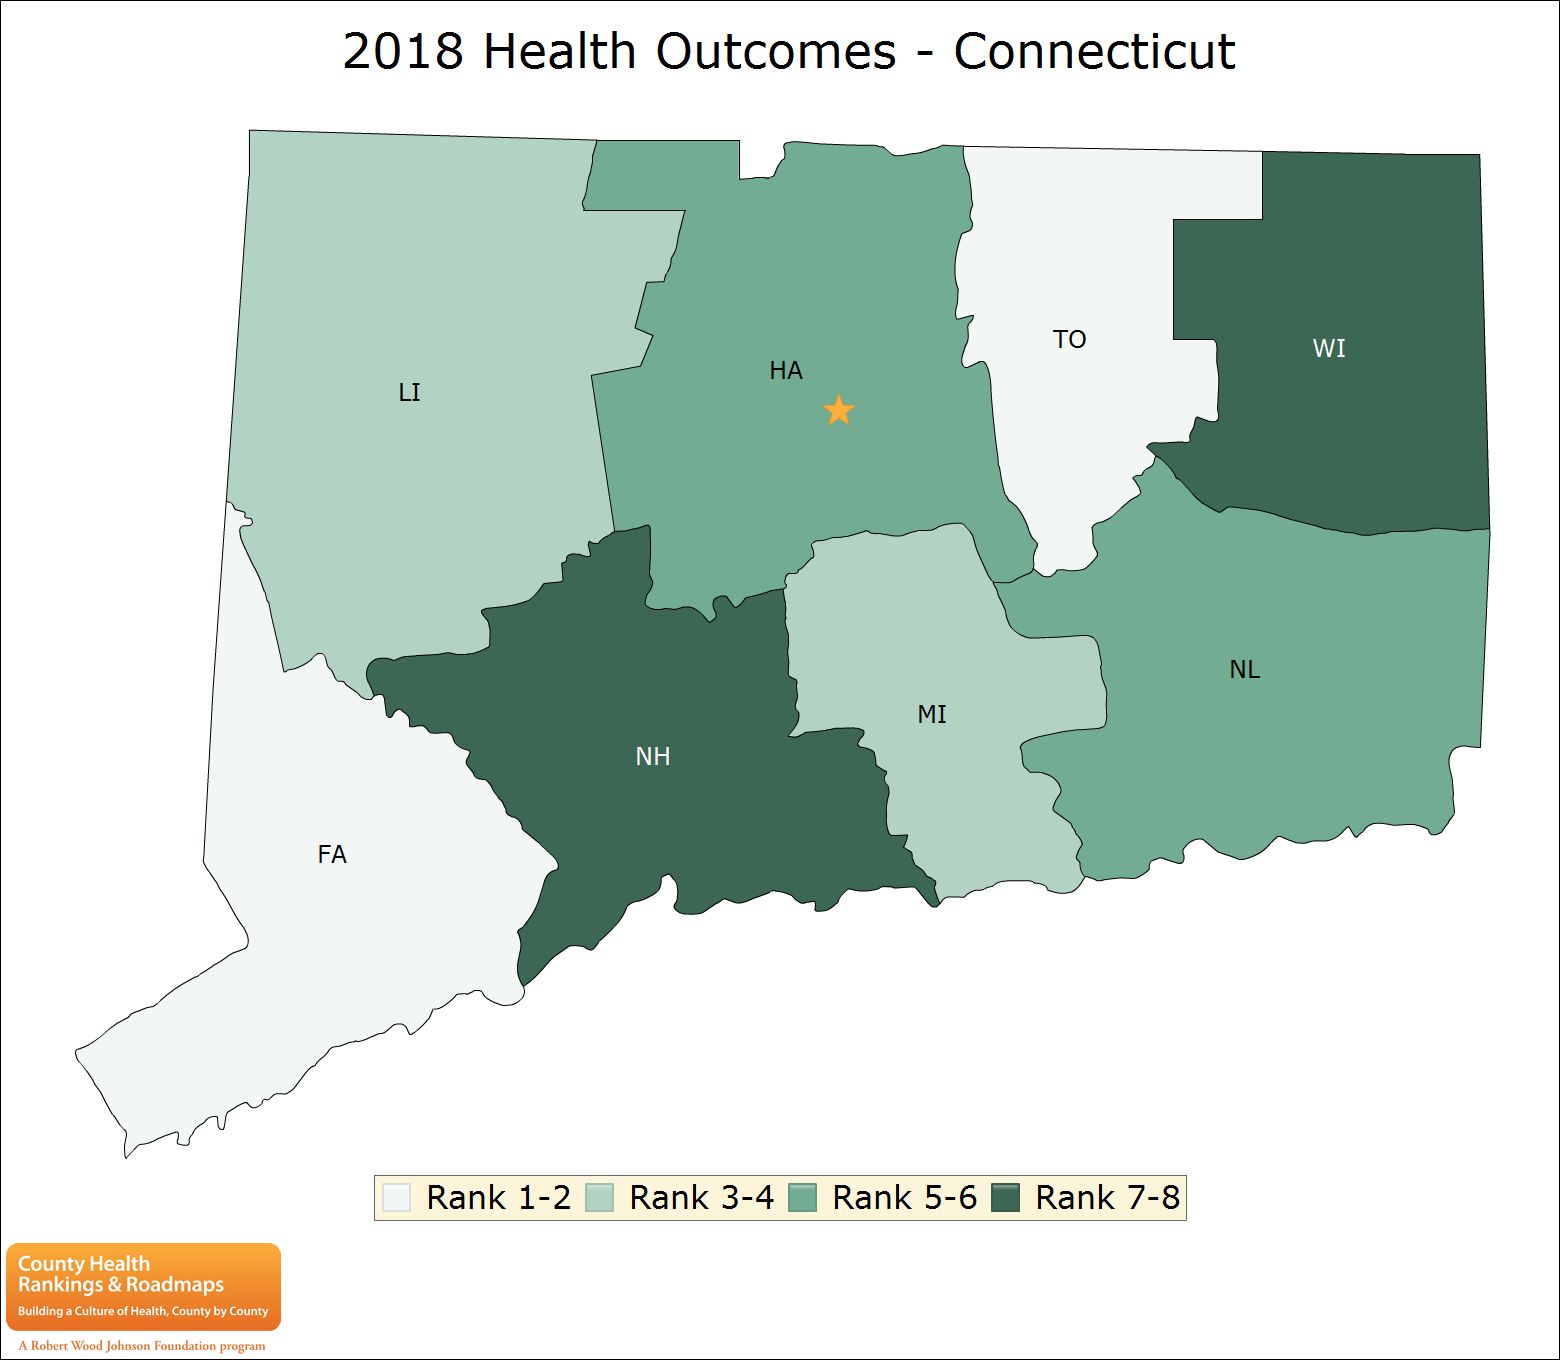 2018 Health Outcomes - Connecticut
TO
WI
HA
LI
NL
MI
NH
FA
Rank 1-2 Rank 3-4 Rank 5-6 Rank 7-8
County Health
Rankings & Roadmaps
Building a Culture of Health, County by County
A Robert Wood Johnson Foundation program